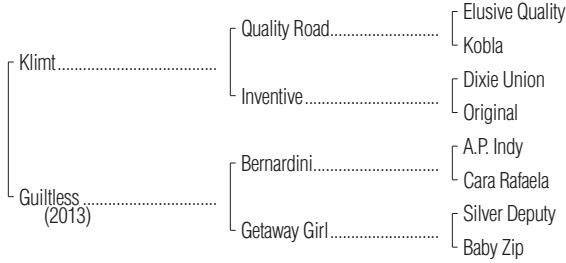 Elusive Quality
Quality Road
Kobla
Klimt
Dixie Union
Inventive
Original
A.P. Indy
Bernardini
Cara Rafaela
Guiltless
(2013)
Silver Deputy
Getaway Girl
Baby Zip